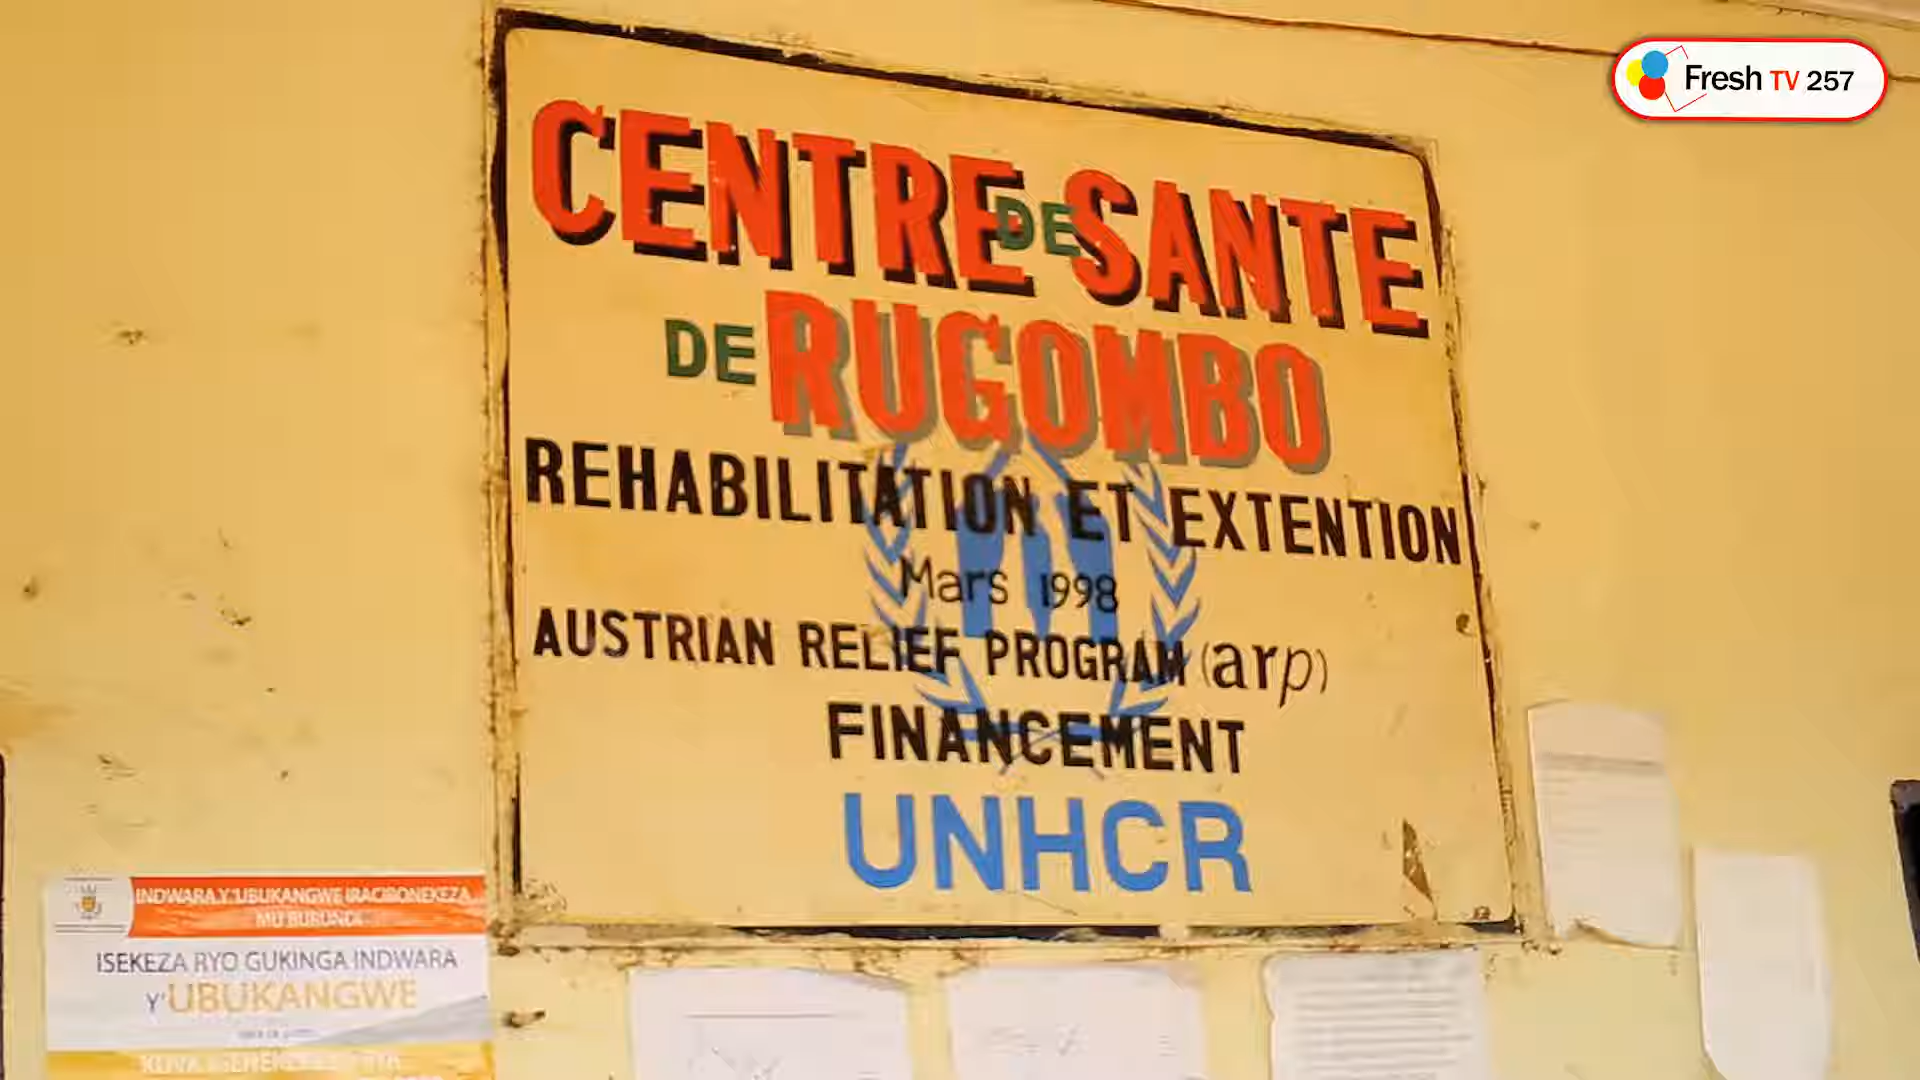 Fresh TV 257
CENTRE DE SANTE
DE RUGOMBO
REHABILITATION ET EXTENTION
Mars 1998
AUSTRIAN RELIEF PROGRAM (arp)
FINANCEMENT
UNHCR
INDWARA Y'UBUKANGWE IRACIBONEKEZA
MU BURUNDI
ISEKEZA RYO GUKINGA INDWARA
Y'UBUKANGWE